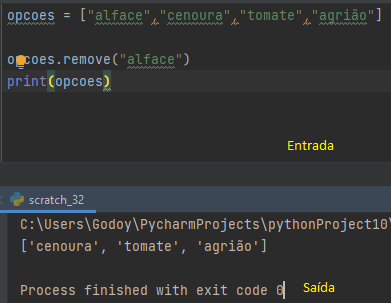 opcoes = ["alface","cenoura","tomate","agrião"]
opcoes.remove("alface")
print(opcoes)
Entrada
scratch_32
C:\Users\Godoy\PycharmProjects\pythonProject10\
['cenoura', 'tomate', 'agrião']
Process finished with exit code 0
Saída